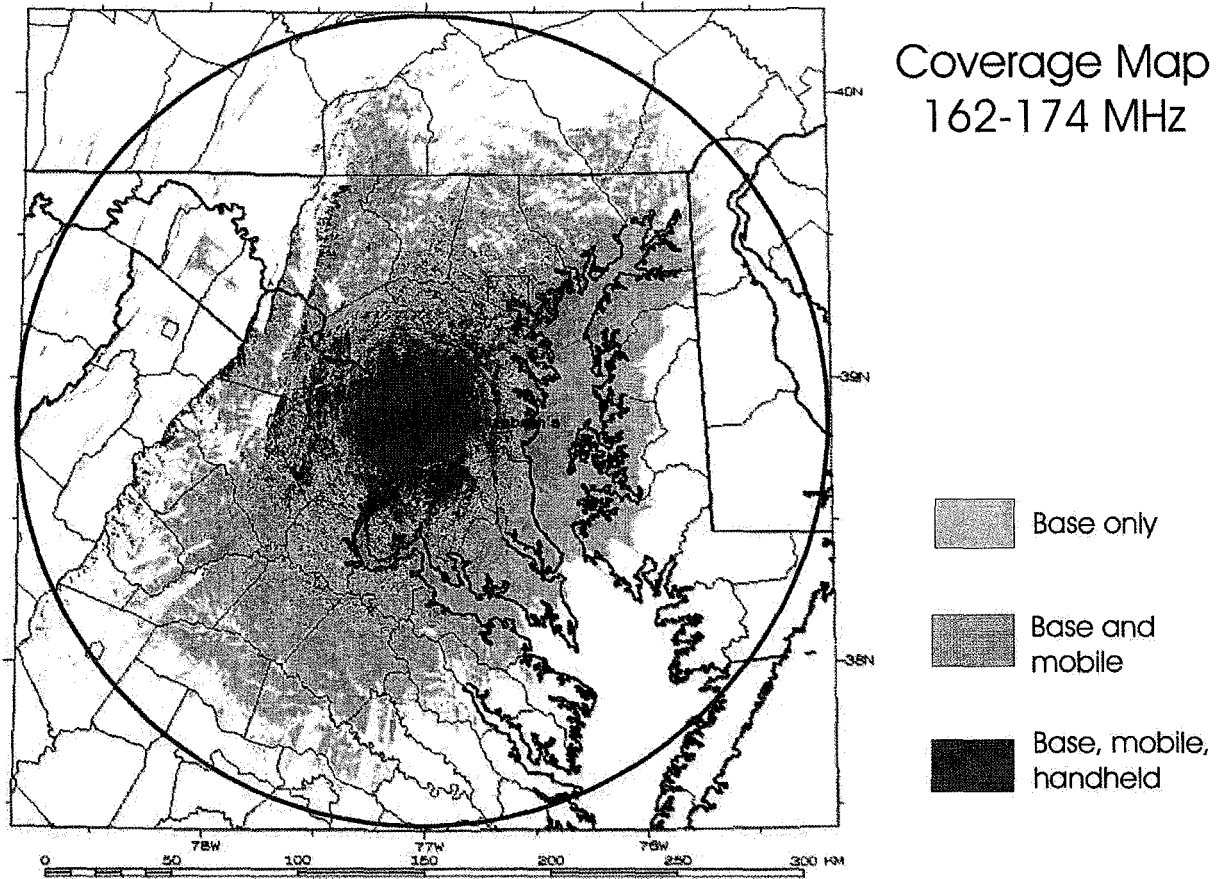 Coverage Map
162-174 MHz
40N
39N
38N
Base only
Base and
mobile
Base, mobile,
handheld
78W
77W
76W
0 50 100 150 200 250 300 KM